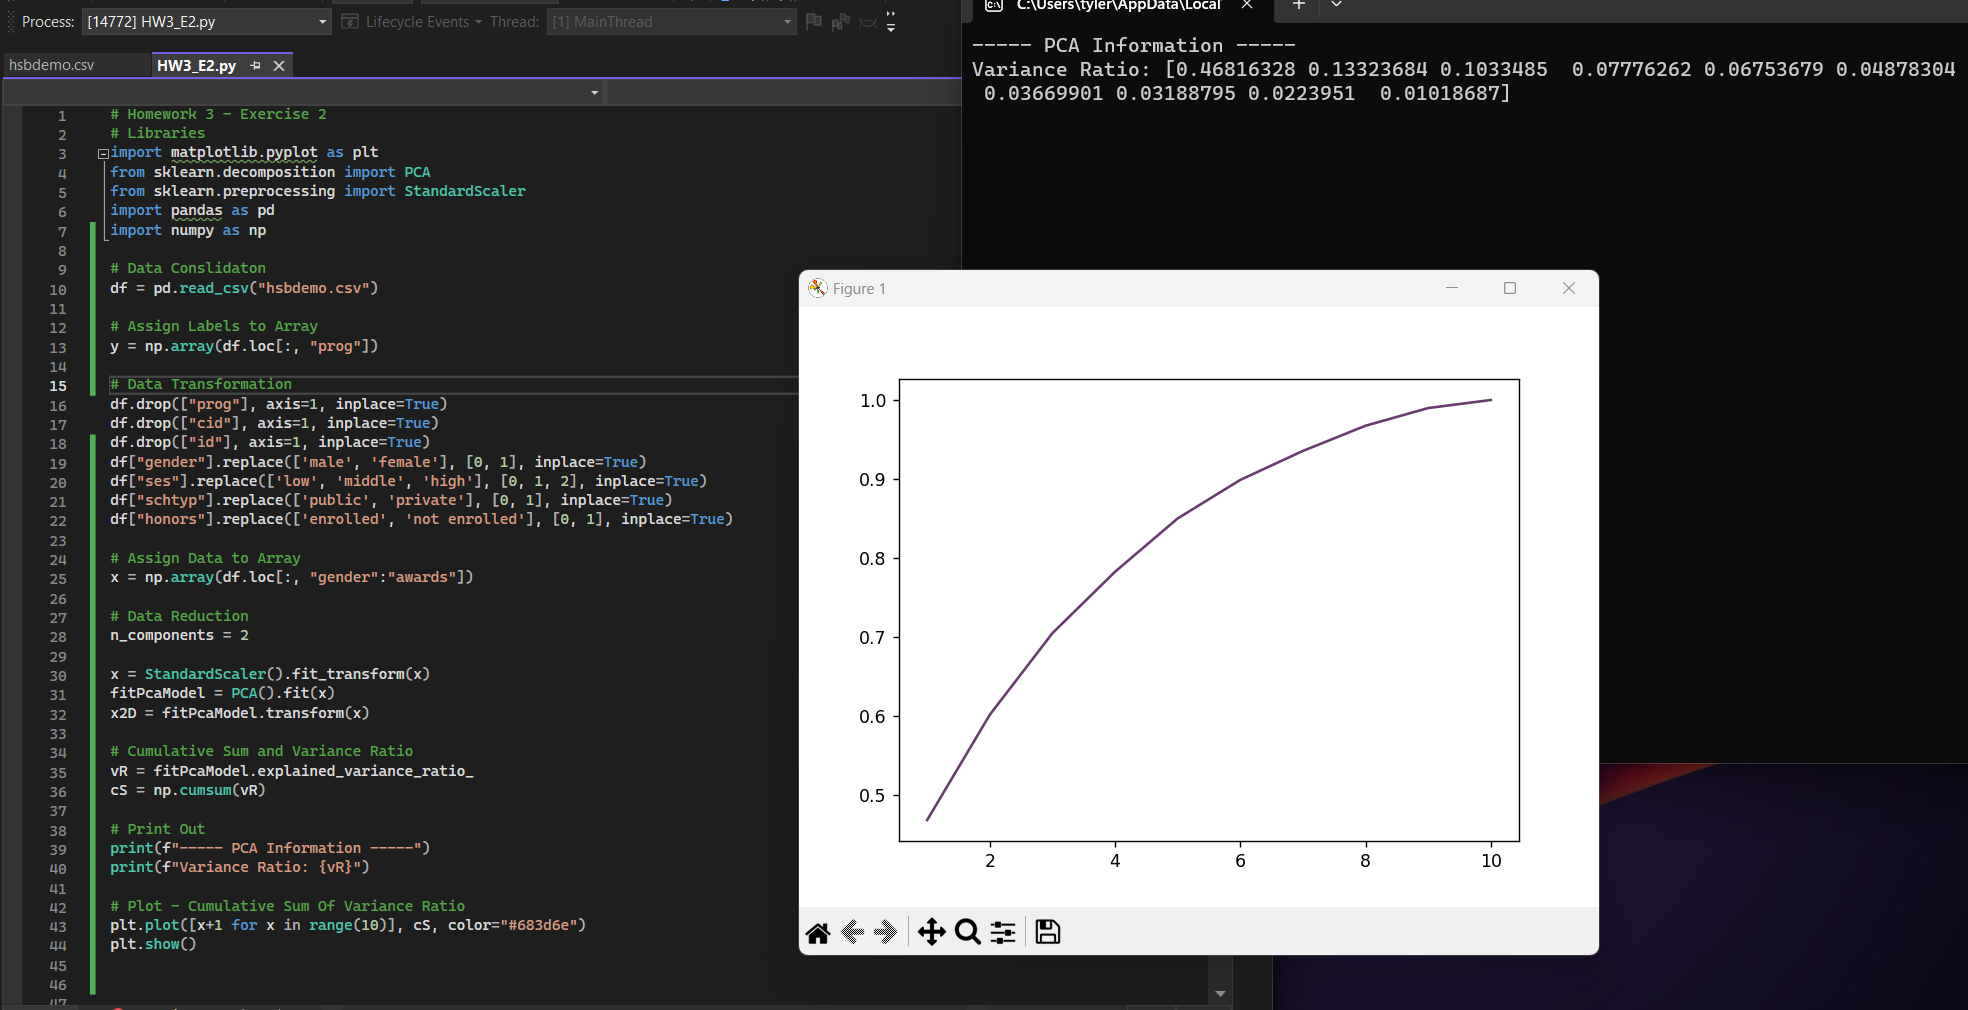 Process: [14772] HW3_E2.py Lifecycle Events Thread: [1] MainThread
hsbdemo.csv HW3_E2.py
1 # Homework 3 - Exercise 2
2 # Libraries
3 import matplotlib.pyplot as plt
4 from sklearn.decomposition import PCA
5 from sklearn.preprocessing import StandardScaler
6 import pandas as pd
7 import numpy as np
8
9 # Data Conslidaton
10 df = pd.read_csv("hsbdemo.csv")
11
12 # Assign Labels to Array
13 y = np.array(df.loc[:, "prog"])
14
15 # Data Transformation
16 df.drop(["prog"], axis=1, inplace=True)
17 df.drop(["cid"], axis=1, inplace=True)
18 df.drop(["id"], axis=1, inplace=True)
19 df["gender"].replace(['male', 'female'], [0, 1], inplace=True)
20 df["ses"].replace(['low', 'middle', 'high'], [0, 1, 2], inplace=True)
21 df["schtyp"].replace(['public', 'private'], [0, 1], inplace=True)
22 df["honors"].replace(['enrolled', 'not enrolled'], [0, 1], inplace=True)
23
24 # Assign Data to Array
25 x = np.array(df.loc[:, "gender":"awards"])
26
27 # Data Reduction
28 n_components = 2
29
30 x = StandardScaler().fit_transform(x)
31 fitPcaModel = PCA().fit(x)
32 x2D = fitPcaModel.transform(x)
33
34 # Cumulative Sum and Variance Ratio
35 vR = fitPcaModel.explained_variance_ratio_
36 cS = np.cumsum(vR)
37
38 # Print Out
39 print(f"----- PCA Information -----")
40 print(f"Variance Ratio: {vR}")
41
42 # Plot - Cumulative Sum Of Variance Ratio
43 plt.plot([x+1 for x in range(10)], cS, color="#683d6e")
44 plt.show()
45
46
47
C:\Users\tyler\AppData\Local
----- PCA Information -----
Variance Ratio: [0.46816328 0.13323684 0.1033485  0.07776262 0.06753679 0.04878304
 0.03669901 0.03188795 0.0223951  0.01018687]
Figure 1
1.0
0.9
0.8
0.7
0.6
0.5
2 4 6 8 10